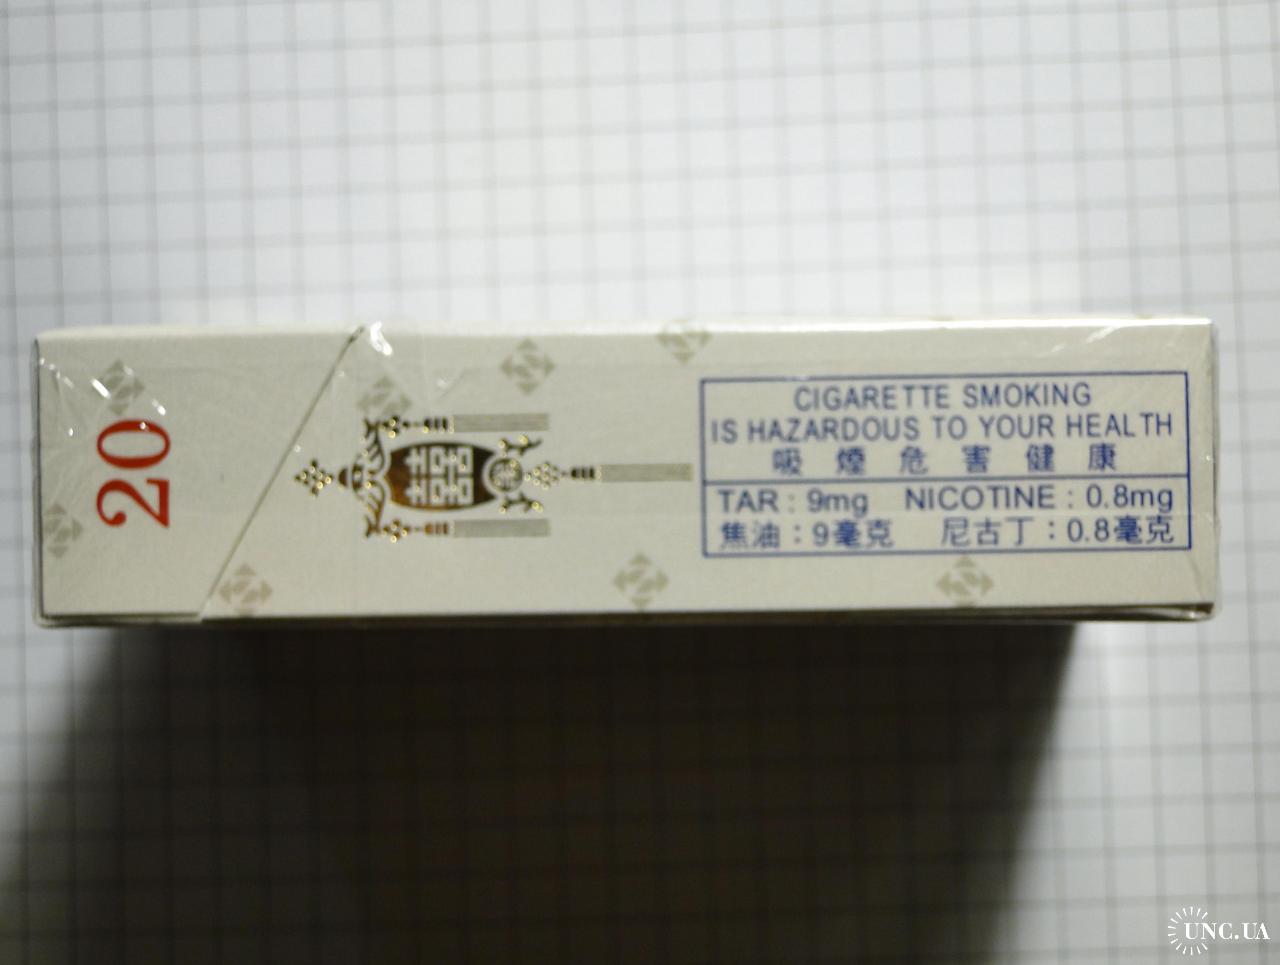 20
囍
CIGARETTE SMOKING
IS HAZARDOUS TO YOUR HEALTH
吸煙危害健康
TAR : 9mg NICOTINE : 0.8mg
焦油：9毫克 尼古丁：0.8毫克
UNC.UA